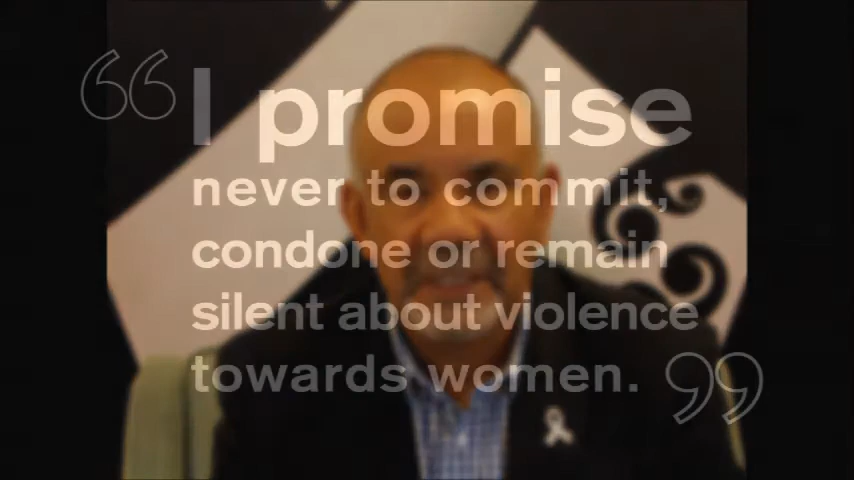 “I promise
never to commit,
condone or remain
silent about violence
towards women.”